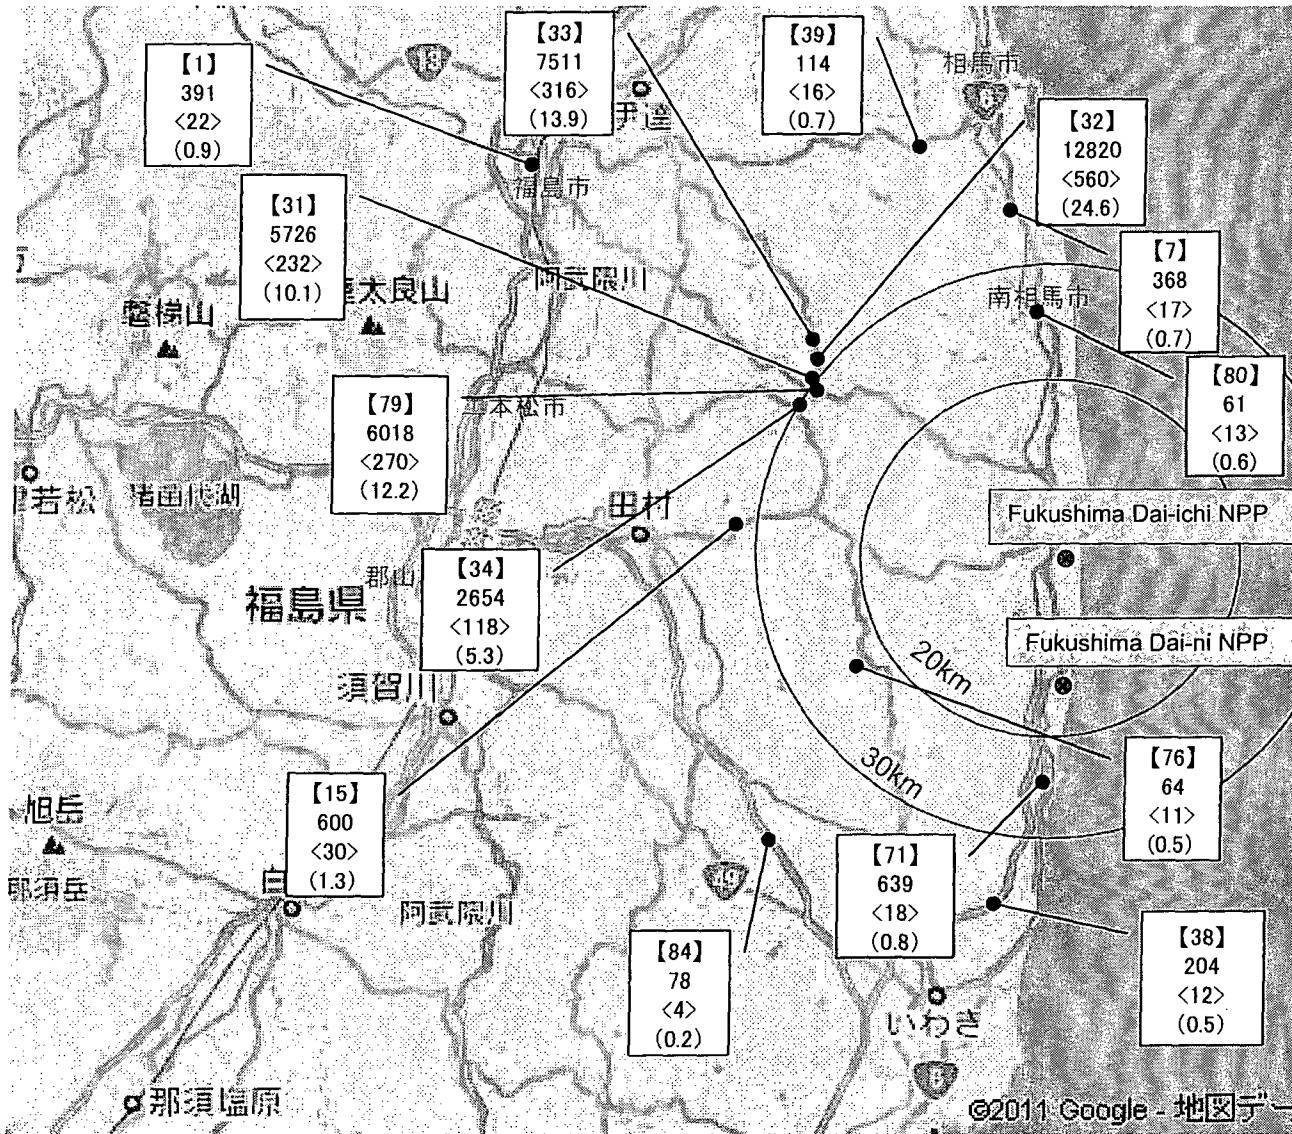 【1】
391
<22>
(0.9)
【33】
7511
<316>
(13.9)
【39】
114
<16>
(0.7)
【32】
12820
<560>
(24.6)
【31】
5726
<232>
(10.1)
【7】
368
<17>
(0.7)
【80】
61
<13>
(0.6)
【79】
6018
<270>
(12.2)
【34】
2654
<118>
(5.3)
【15】
600
<30>
(1.3)
【76】
64
<11>
(0.5)
【71】
639
<18>
(0.8)
【84】
78
<4>
(0.2)
【38】
204
<12>
(0.5)
Fukushima Dai-ichi NPP
Fukushima Dai-ni NPP
20km
30km
13
相馬市
6
伊達
福島市
阿武隈川
太良山
磐梯山
南相馬市
二本松市
若松
猪苗代湖
田村
郡山
福島県
須賀川
旭岳
那須岳
白
阿武隈川
49
いわき
6
那須塩原
©2011 Google - 地図デー